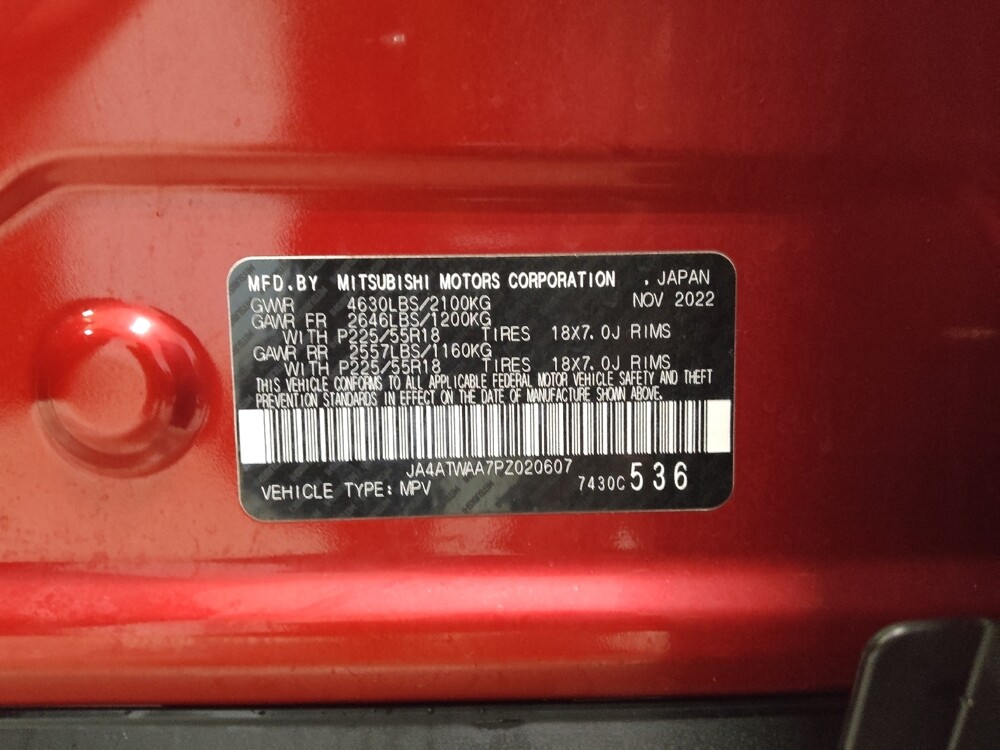 MFD.BY MITSUBISHI MOTORS CORPORATION , JAPAN
GWWR 4630LBS/2100KG NOV 2022
GAWR FR 2646LBS/1200KG
WITH P225/55R18 TIRES 18X7.0J RIMS
GAWR RR 2557LBS/1160KG
WITH P225/55R18 TIRES 18X7.0J RIMS
THIS VEHICLE CONFORMS TO ALL APPLICABLE FEDERAL MOTOR VEHICLE SAFETY AND THEFT
PREVENTION STANDARDS IN EFFECT ON THE DATE OF MANUFACTURE SHOWN ABOVE.
JA4ATWAA7PZ020607
VEHICLE TYPE: MPV 7430C 536